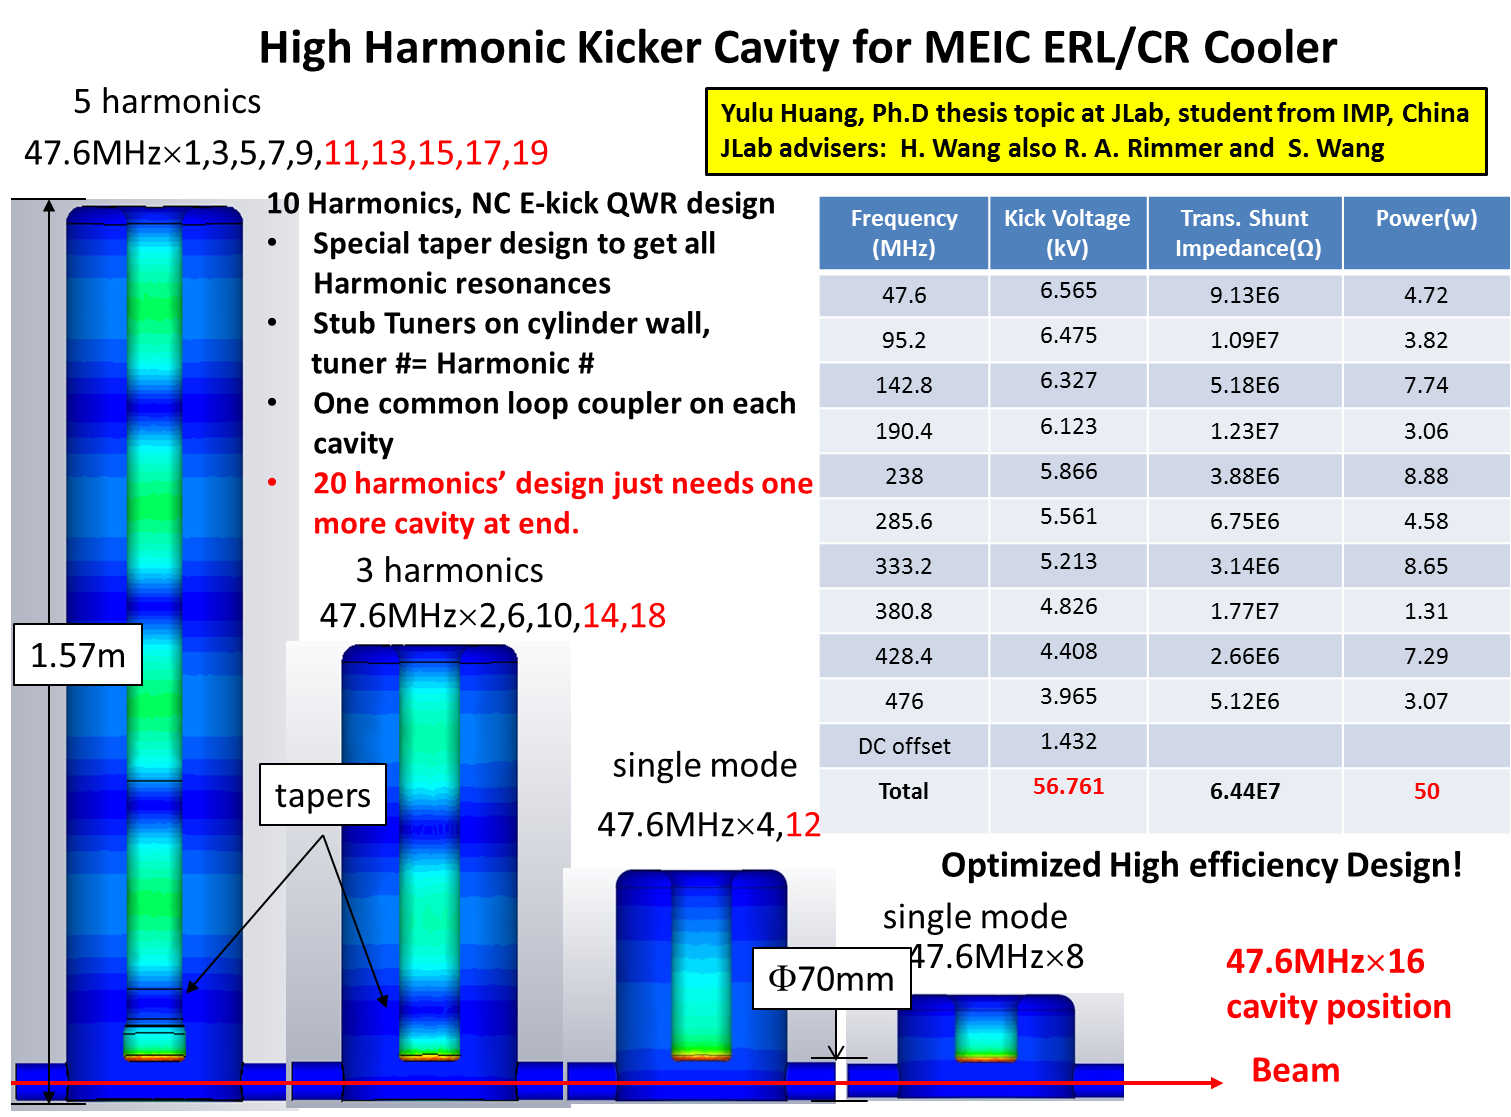 High Harmonic Kicker Cavity for MEIC ERL/CR Cooler
5 harmonics
47.6MHz×1,3,5,7,9,11,13,15,17,19
Yulu Huang, Ph.D thesis topic at JLab, student from IMP, China
JLab advisers:  H. Wang also R. A. Rimmer and  S. Wang
10 Harmonics, NC E-kick QWR design
• Special taper design to get all
Harmonic resonances
• Stub Tuners on cylinder wall,
tuner #= Harmonic #
• One common loop coupler on each
cavity
• 20 harmonics’ design just needs one
more cavity at end.
Frequency (MHz) Kick Voltage (kV) Trans. Shunt Impedance(Ω) Power(w)
47.6 6.565 9.13E6 4.72
95.2 6.475 1.09E7 3.82
142.8 6.327 5.18E6 7.74
190.4 6.123 1.23E7 3.06
238 5.866 3.88E6 8.88
285.6 5.561 6.75E6 4.58
333.2 5.213 3.14E6 8.65
380.8 4.826 1.77E7 1.31
428.4 4.408 2.66E6 7.29
476 3.965 5.12E6 3.07
DC offset 1.432
Total 56.761 6.44E7 50
3 harmonics
47.6MHz×2,6,10,14,18
1.57m
tapers
single mode
47.6MHz×4,12
Optimized High efficiency Design!
single mode
47.6MHz×8
Φ70mm
47.6MHz×16
cavity position
Beam